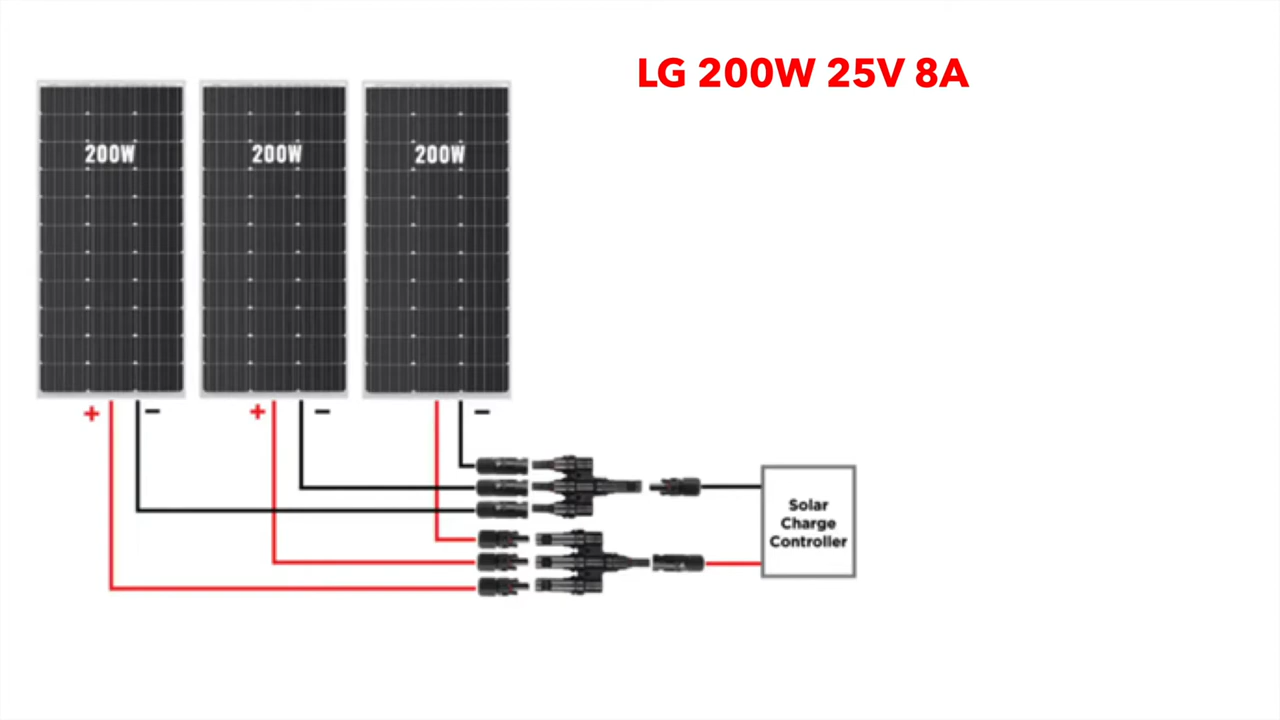 LG 200W 25V 8A
200W
200W
200W
+
−
+
−
−
Solar
Charge
Controller